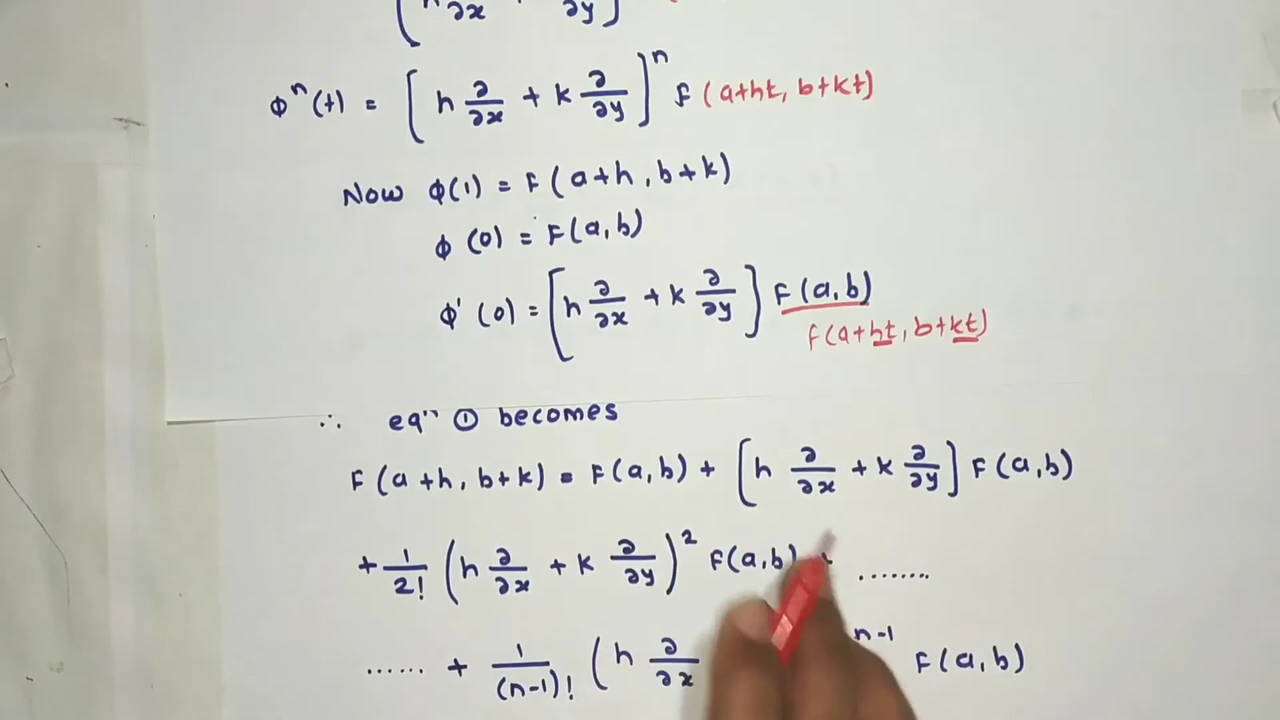 ∂x ∂y
ϕⁿ(t) = [h ∂/∂x + k ∂/∂y]ⁿ F (a+ht, b+kt)
Now ϕ(1) = F(a+h, b+k)
ϕ(0) = F(a,b)
ϕ'(0) = [h ∂/∂x + k ∂/∂y] F(a,b)
F(a+ht, b+kt)
∴ eqⁿ ① becomes
F(a+h, b+k) = F(a,b) + [h ∂/∂x + k ∂/∂y] F(a,b)
+ 1/2! (h ∂/∂x + k ∂/∂y)² F(a,b) + ........
...... + 1/(n-1)! (h ∂/∂x n-1 F(a,b)